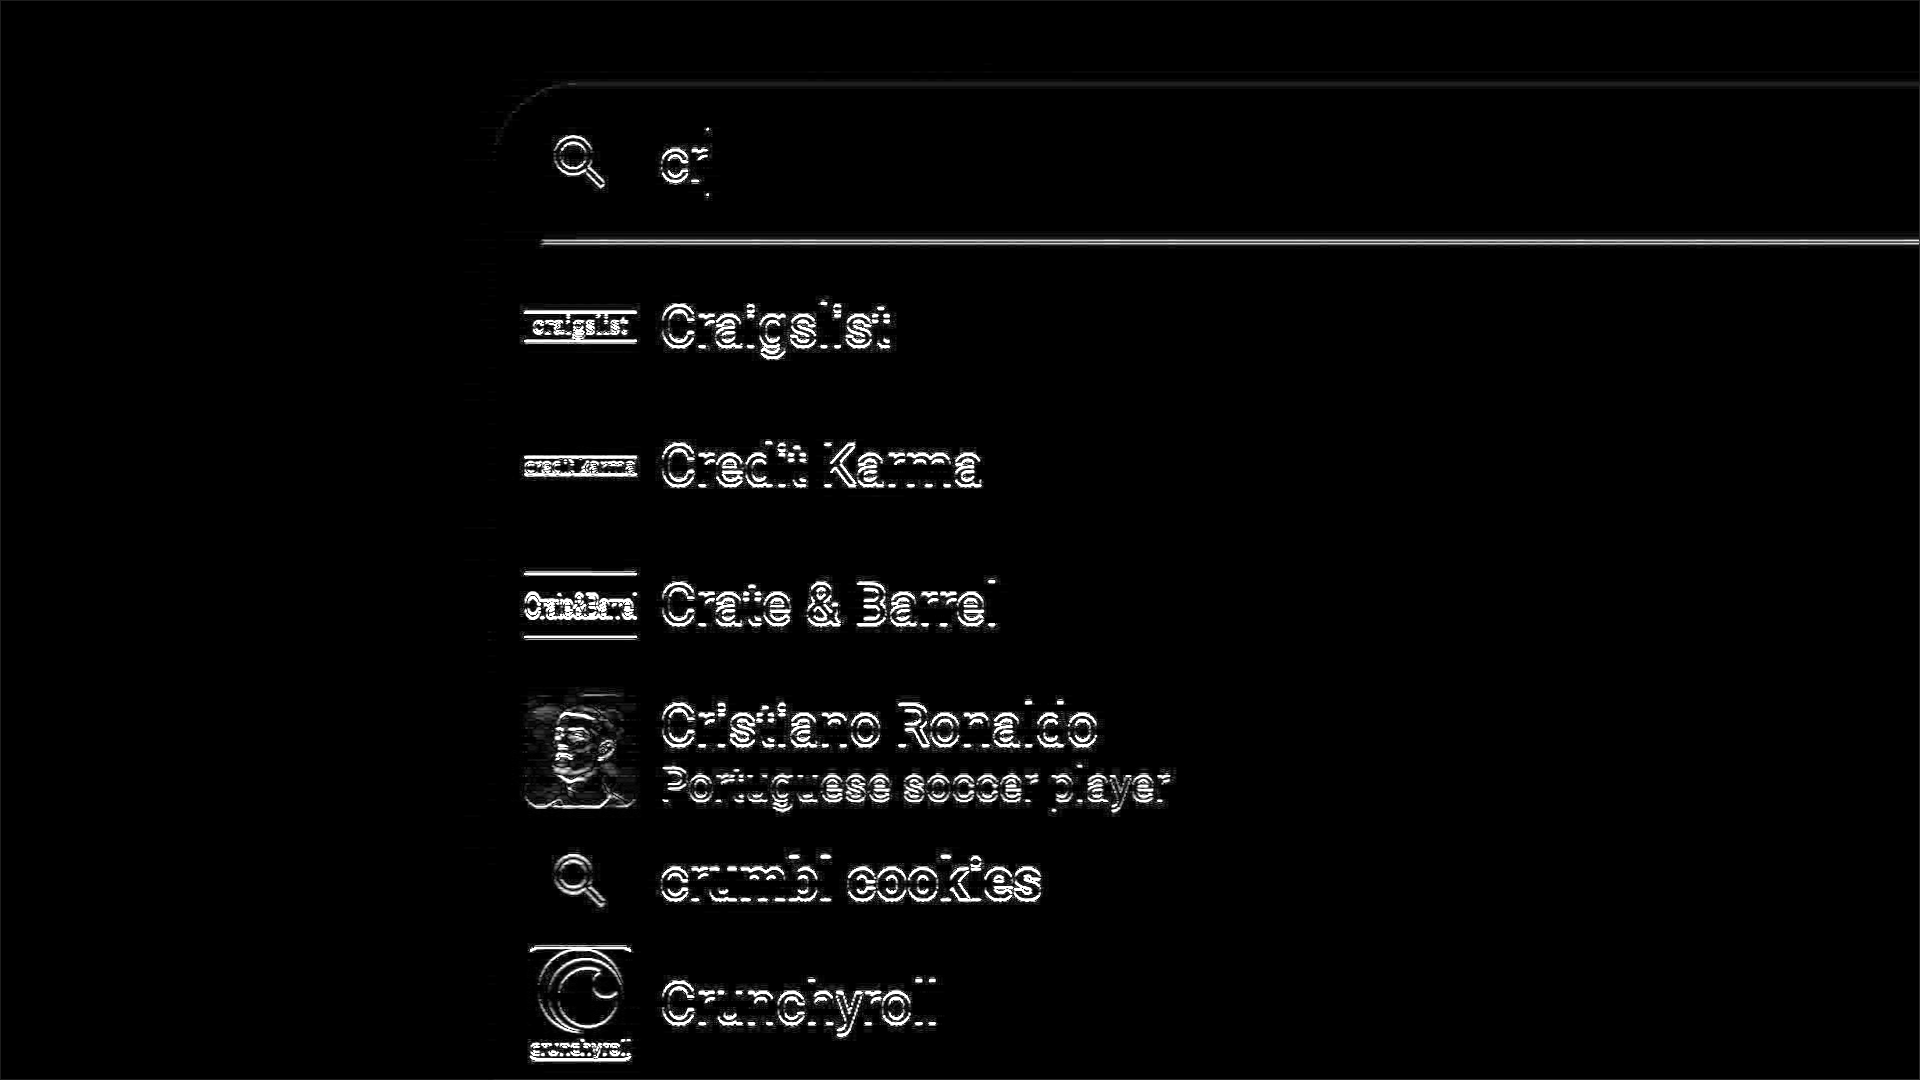 cr
craigslist
Craigslist
credit karma
Credit Karma
Crate&Barrel
Crate & Barrel
Cristiano Ronaldo
Portuguese soccer player
crumbl cookies
Crunchyroll
crunchyroll